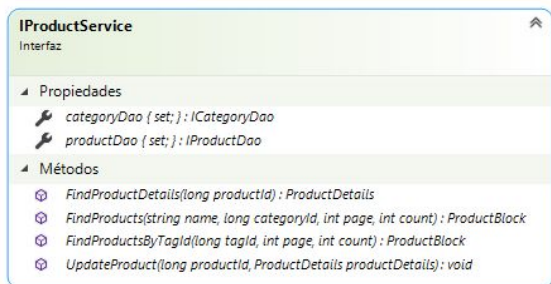 IProductService
Interfaz
Propiedades
categoryDao { set; } : ICategoryDao
productDao { set; } : IProductDao
Métodos
FindProductDetails(long productId) : ProductDetails
FindProducts(string name, long categoryId, int page, int count) : ProductBlock
FindProductsByTagId(long tagId, int page, int count) : ProductBlock
UpdateProduct(long productId, ProductDetails productDetails) : void